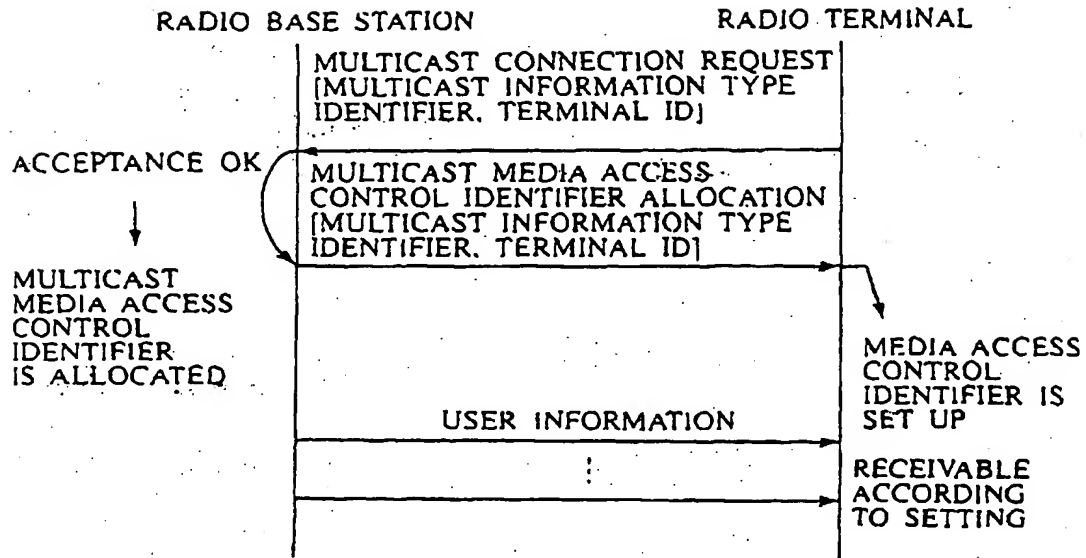 RADIO BASE STATION
RADIO TERMINAL
MULTICAST CONNECTION REQUEST
[MULTICAST INFORMATION TYPE
IDENTIFIER, TERMINAL ID]
ACCEPTANCE OK
MULTICAST MEDIA ACCESS
CONTROL IDENTIFIER ALLOCATION
[MULTICAST INFORMATION TYPE
IDENTIFIER, TERMINAL ID]
MULTICAST
MEDIA ACCESS
CONTROL
IDENTIFIER
IS ALLOCATED
MEDIA ACCESS
CONTROL
IDENTIFIER IS
SET UP
USER INFORMATION
RECEIVABLE
ACCORDING
TO SETTING